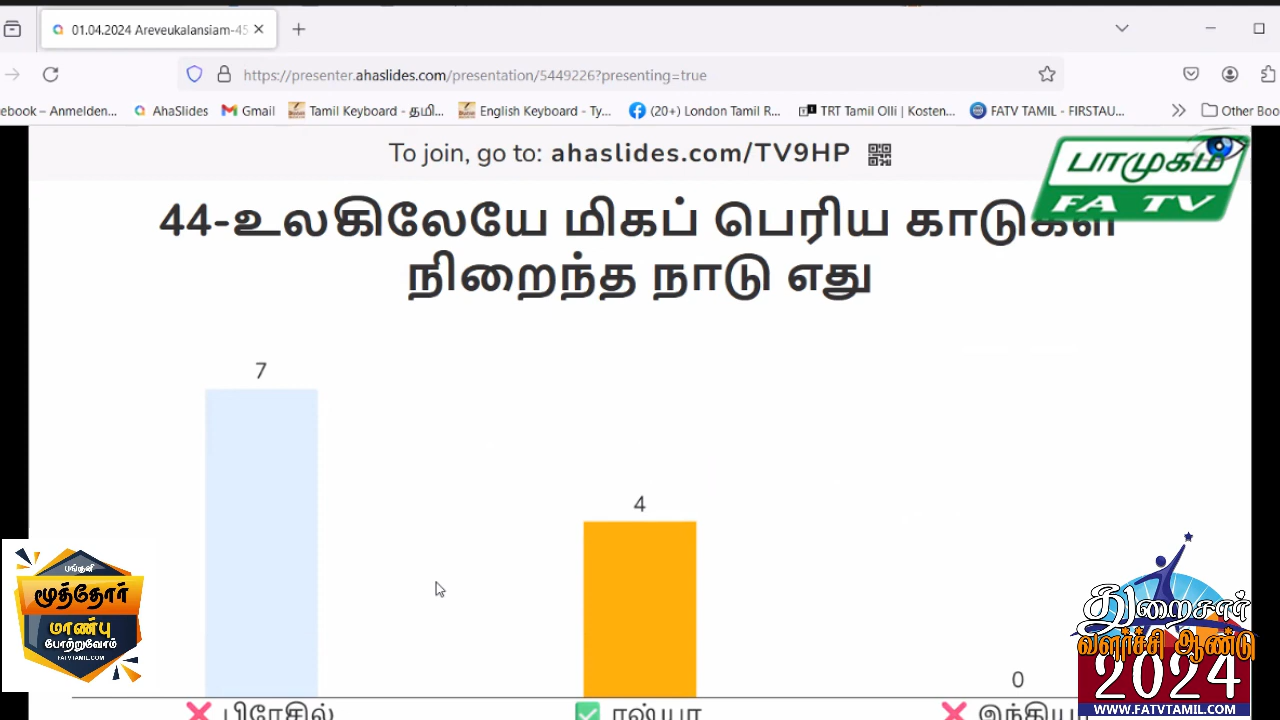 01.04.2024 Areveukalansiam-45
https://presenter.ahaslides.com/presentation/5449226?presenting=true
ebook – Anmelden... AhaSlides Gmail Tamil Keyboard - தமி... English Keyboard - Ty... (20+) London Tamil R... TRT Tamil Olli | Kosten... FATV TAMIL - FIRSTAU... Other Boo
To join, go to: ahaslides.com/TV9HP
பாமுகம்
FA TV
44-உலகிலேயே மிகப் பெரிய காடுகள்
நிறைந்த நாடு எது
7
4
0
பிரேசில் ரஷ்யா இந்தியா
பங்குனி
மூத்தோர்
மாண்பு
போற்றுவோம்
FATVTAMIL.COM
துறைசார்
வளர்ச்சி ஆண்டு
2024
WWW.FATVTAMIL.COM